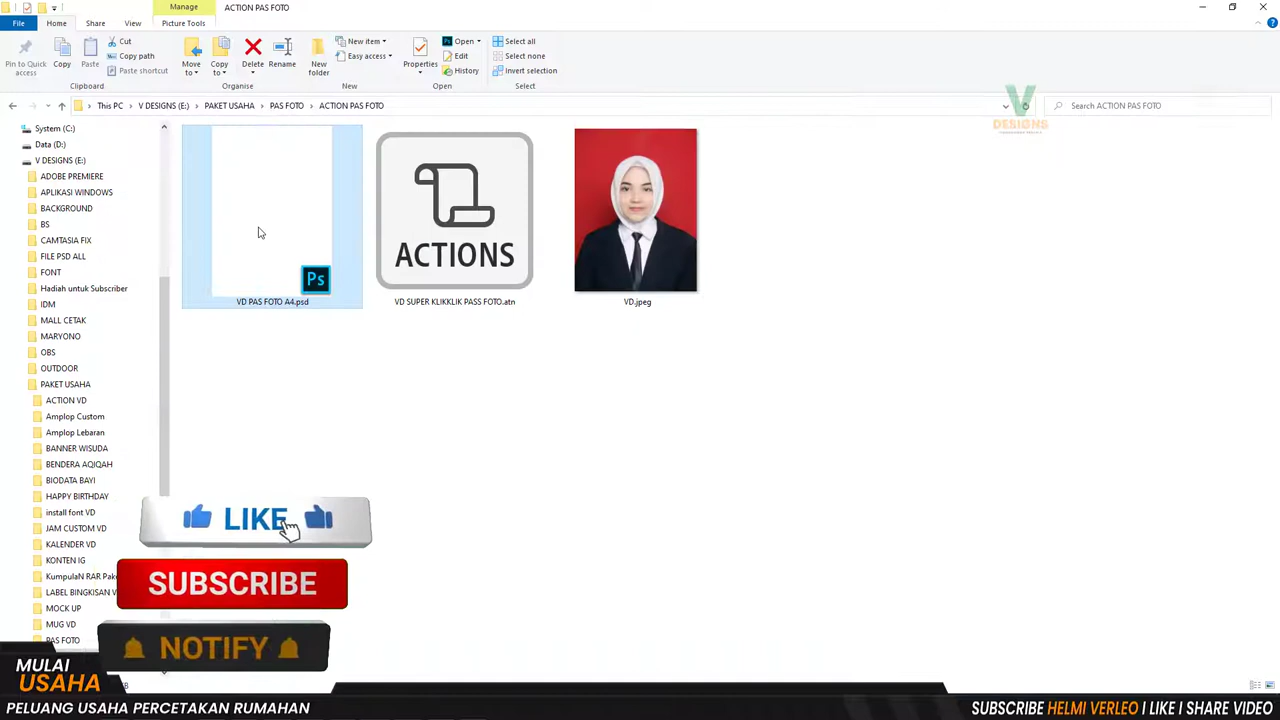 Manage
ACTION PAS FOTO
File
Home
Share
View
Picture Tools
Pin to Quick access
Copy
Paste
Cut
Copy path
Paste shortcut
Clipboard
Move to
Copy to
Delete
Rename
Organise
New folder
New item
Easy access
New
Properties
Open
Edit
History
Open
Select all
Select none
Invert selection
Select
This PC
V DESIGNS (E:)
PAKET USAHA
PAS FOTO
ACTION PAS FOTO
Search ACTION PAS FOTO
V
DESIGNS
System (C:)
Data (D:)
V DESIGNS (E:)
ADOBE PREMIERE
APLIKASI WINDOWS
BACKGROUND
BS
CAMTASIA FIX
FILE PSD ALL
FONT
Hadiah untuk Subscriber
IDM
MALL CETAK
MARYONO
OBS
OUTDOOR
PAKET USAHA
ACTION VD
Amplop Custom
Amplop Lebaran
BANNER WISUDA
BENDERA AQIQAH
BIODATA BAYI
HAPPY BIRTHDAY
install font VD
JAM CUSTOM VD
KALENDER VD
KONTEN IG
KumpulaN RAR Pak
LABEL BINGKISAN V
MOCK UP
MUG VD
PAS FOTO
Ps
VD PAS FOTO A4.psd
ACTIONS
VD SUPER KLIKKLIK PASS FOTO.atn
VD.jpeg
LIKE
SUBSCRIBE
NOTIFY
MULAI
USAHA
PELUANG USAHA PERCETAKAN RUMAHAN
SUBSCRIBE HELMI VERLEO I LIKE I SHARE VIDEO